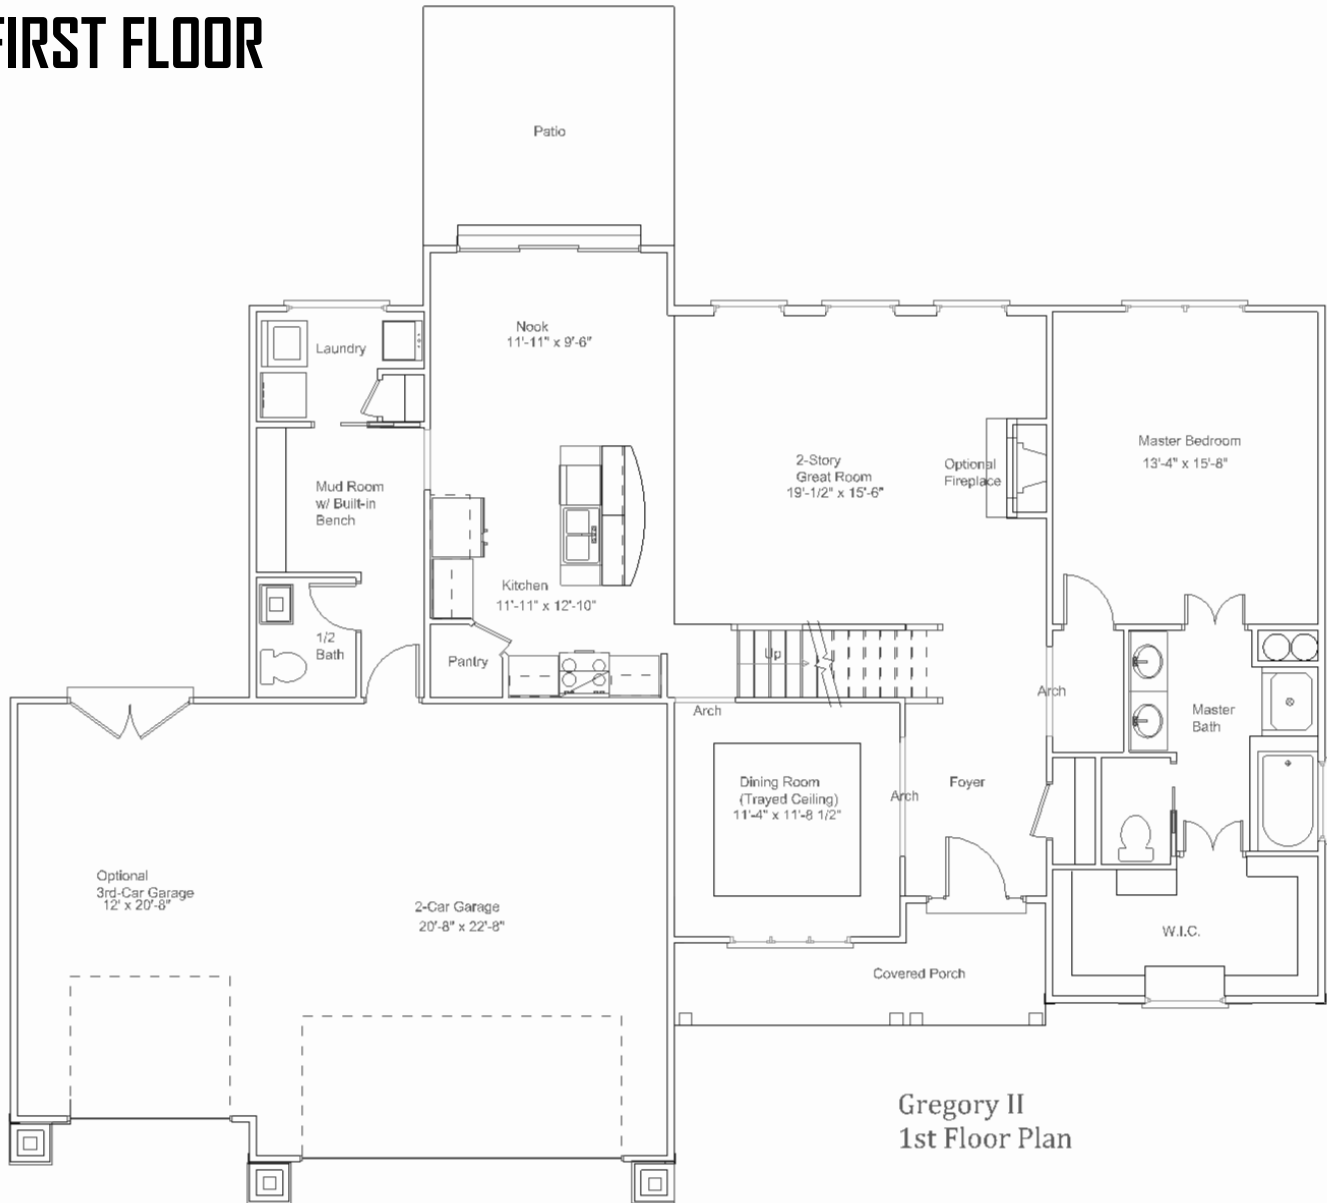 FIRST FLOOR
Patio
Nook
11'-11" x 9'-6"
Laundry
Mud Room
w/ Built-in
Bench
2-Story
Great Room
19'-1/2" x 15'-6"
Optional
Fireplace
Master Bedroom
13'-4" x 15'-8"
Kitchen
11'-11" x 12'-10"
1/2
Bath
Pantry
Up
Arch
Arch
Master
Bath
Dining Room
(Trayed Ceiling)
11'-4" x 11'-8 1/2"
Arch
Foyer
Optional
3rd-Car Garage
12' x 20'-8"
2-Car Garage
20'-8" x 22'-8"
W.I.C.
Covered Porch
Gregory II
1st Floor Plan